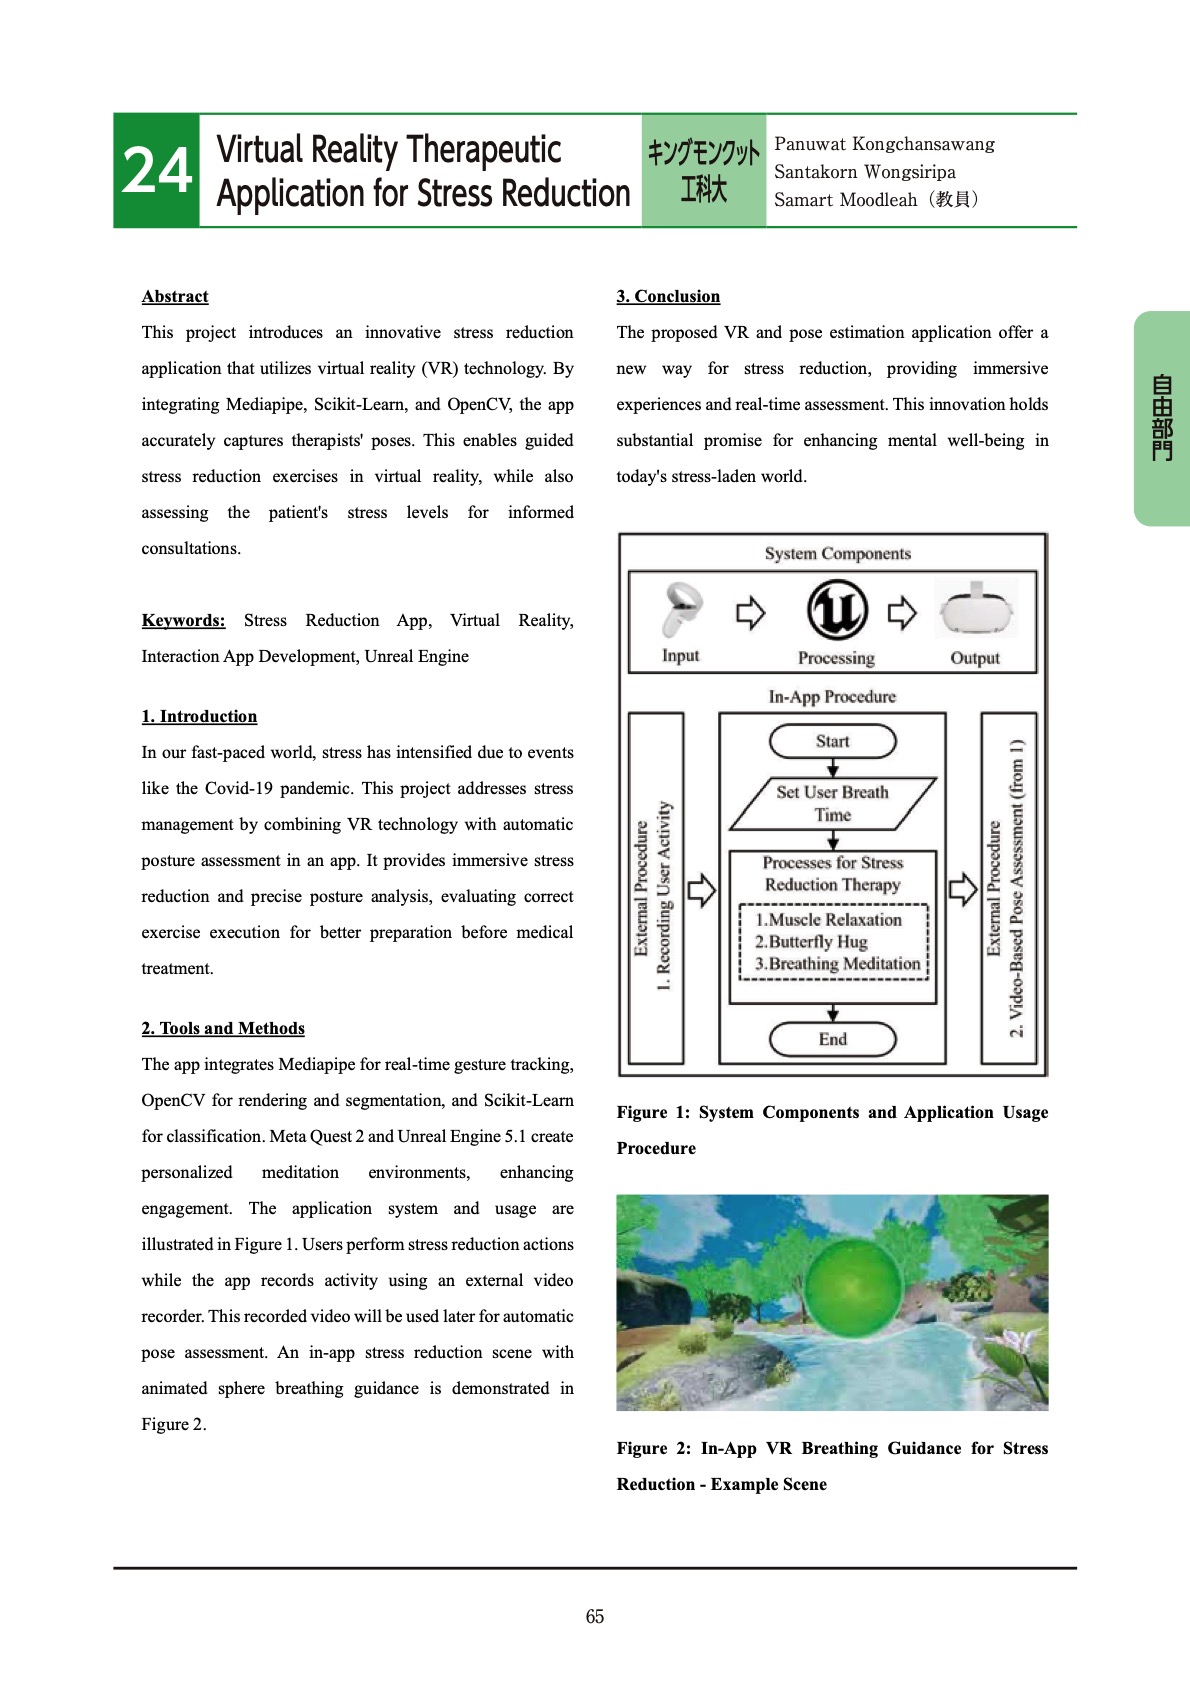 24
Virtual Reality Therapeutic
Application for Stress Reduction
キングモンクット
工科大
Panuwat Kongchansawang
Santakorn Wongsiripa
Samart Moodleah（教員）
自由部門
Abstract
This project introduces an innovative stress reduction
application that utilizes virtual reality (VR) technology. By
integrating Mediapipe, Scikit-Learn, and OpenCV, the app
accurately captures therapists' poses. This enables guided
stress reduction exercises in virtual reality, while also
assessing the patient's stress levels for informed
consultations.
Keywords: Stress Reduction App, Virtual Reality,
Interaction App Development, Unreal Engine
1. Introduction
In our fast-paced world, stress has intensified due to events
like the Covid-19 pandemic. This project addresses stress
management by combining VR technology with automatic
posture assessment in an app. It provides immersive stress
reduction and precise posture analysis, evaluating correct
exercise execution for better preparation before medical
treatment.
2. Tools and Methods
The app integrates Mediapipe for real-time gesture tracking,
OpenCV for rendering and segmentation, and Scikit-Learn
for classification. Meta Quest 2 and Unreal Engine 5.1 create
personalized meditation environments, enhancing
engagement. The application system and usage are
illustrated in Figure 1. Users perform stress reduction actions
while the app records activity using an external video
recorder. This recorded video will be used later for automatic
pose assessment. An in-app stress reduction scene with
animated sphere breathing guidance is demonstrated in
Figure 2.
3. Conclusion
The proposed VR and pose estimation application offer a
new way for stress reduction, providing immersive
experiences and real-time assessment. This innovation holds
substantial promise for enhancing mental well-being in
today's stress-laden world.
System Components
Input
Processing
Output
In-App Procedure
External Procedure
1. Recording User Activity
Start
Set User Breath
Time
Processes for Stress
Reduction Therapy
1.Muscle Relaxation
2.Butterfly Hug
3.Breathing Meditation
End
External Procedure
2. Video-Based Pose Assessment (from 1)
Figure 1: System Components and Application Usage
Procedure
Figure 2: In-App VR Breathing Guidance for Stress
Reduction - Example Scene
65